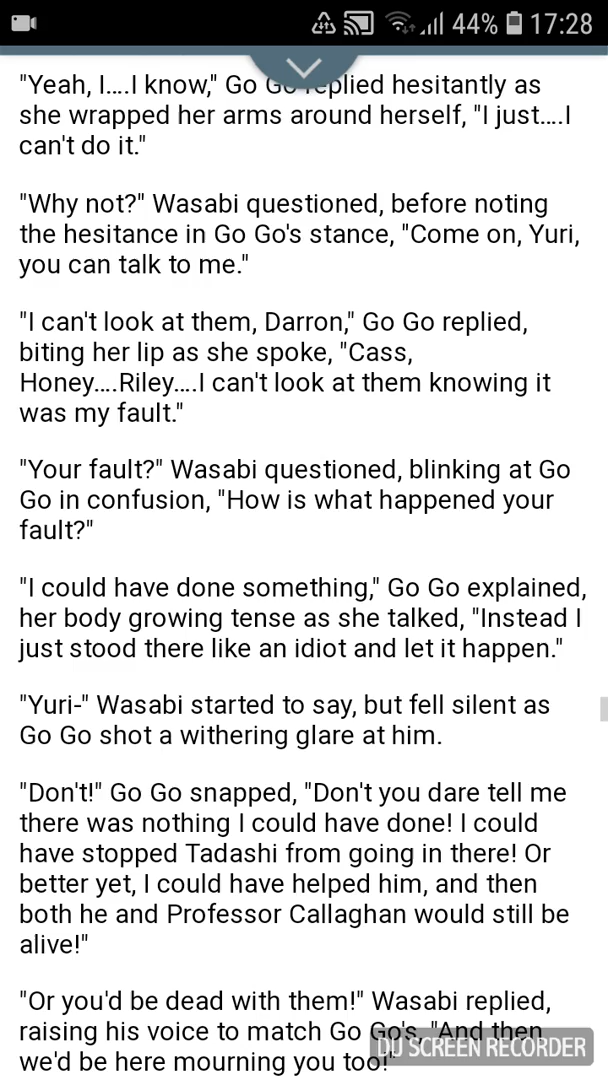 44% 17:28
"Yeah, I....I know," Go Go replied hesitantly as
she wrapped her arms around herself, "I just....I
can't do it."
"Why not?" Wasabi questioned, before noting
the hesitance in Go Go's stance, "Come on, Yuri,
you can talk to me."
"I can't look at them, Darron," Go Go replied,
biting her lip as she spoke, "Cass,
Honey....Riley....I can't look at them knowing it
was my fault."
"Your fault?" Wasabi questioned, blinking at Go
Go in confusion, "How is what happened your
fault?"
"I could have done something," Go Go explained,
her body growing tense as she talked, "Instead I
just stood there like an idiot and let it happen."
"Yuri-" Wasabi started to say, but fell silent as
Go Go shot a withering glare at him.
"Don't!" Go Go snapped, "Don't you dare tell me
there was nothing I could have done! I could
have stopped Tadashi from going in there! Or
better yet, I could have helped him, and then
both he and Professor Callaghan would still be
alive!"
"Or you'd be dead with them!" Wasabi replied,
raising his voice to match Go Go's, "And then
we'd be here mourning you too!"
DU SCREEN RECORDER